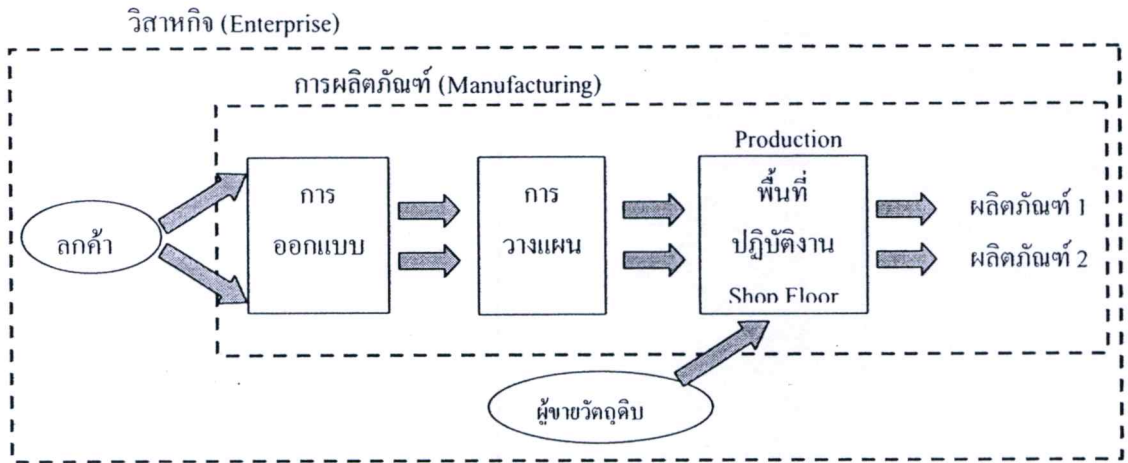 วิสาหกิจ (Enterprise)
การผลิตภัณฑ์ (Manufacturing)
Production
การ
ออกแบบ
การ
วางแผน
พื้นที่
ปฏิบัติงาน
Shop Floor
ลกค้า
ผลิตภัณฑ์ 1
ผลิตภัณฑ์ 2
ผู้ขายวัตถุดิบ